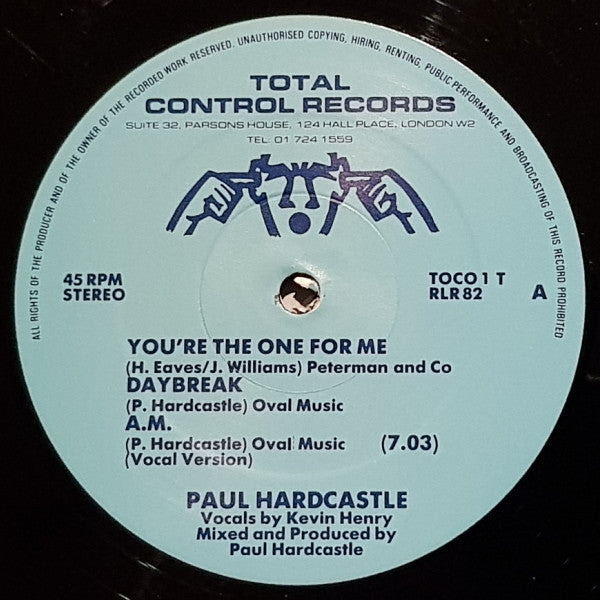 ALL RIGHTS OF THE PRODUCER AND OF THE OWNER OF THE RECORDED WORK RESERVED. UNAUTHORISED COPYING, HIRING, RENTING, PUBLIC PERFORMANCE AND BROADCASTING OF THIS RECORD PROHIBITED
TOTAL
CONTROL RECORDS
SUITE 32, PARSONS HOUSE, 124 HALL PLACE, LONDON W2
TEL: 01 724 1559
45 RPM
STEREO
TOCO 1 T
RLR 82
A
YOU'RE THE ONE FOR ME
(H. Eaves/J. Williams) Peterman and Co
DAYBREAK
(P. Hardcastle) Oval Music
A.M.
(P. Hardcastle) Oval Music (7.03)
(Vocal Version)
PAUL HARDCASTLE
Vocals by Kevin Henry
Mixed and Produced by
Paul Hardcastle